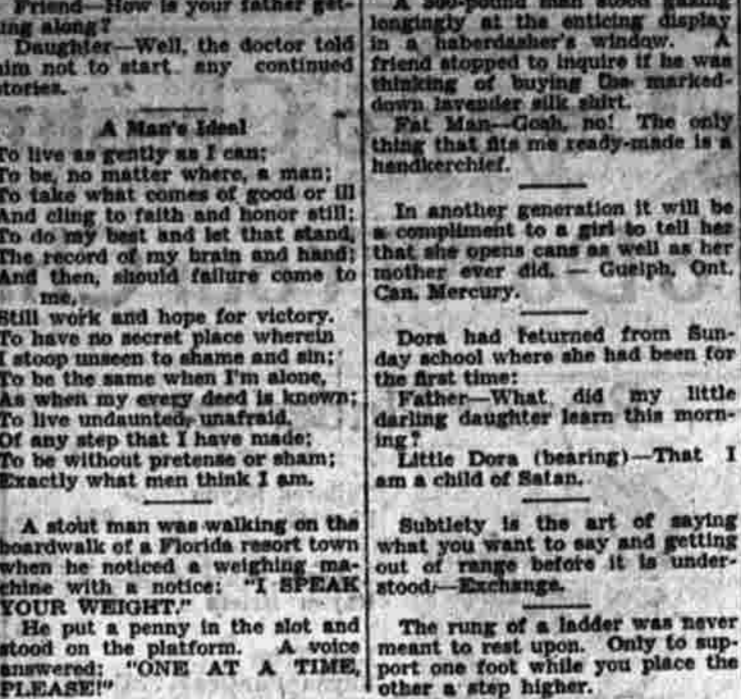 Friend—How is your father get-
ing along?
Daughter—Well, the doctor told
im not to start any continued
tories.
A Man's Ideal
To live as gently as I can;
To be, no matter where, a man;
To take what comes of good or ill
And cling to faith and honor still;
To do my best and let that stand,
The record of my brain and hand;
And then, should failure come to
me,
Still work and hope for victory.
To have no secret place wherein
I stoop unseen to shame and sin;
To be the same when I'm alone,
As when my every deed is known;
To live undaunted, unafraid,
Of any step that I have made;
To be without pretense or sham;
Exactly what men think I am.
A stout man was walking on the
boardwalk of a Florida resort town
when he noticed a weighing ma-
chine with a notice: "I SPEAK
YOUR WEIGHT."
He put a penny in the slot and
stood on the platform. A voice
answered: "ONE AT A TIME,
PLEASE!"
A 300-pound man stood gazing
longingly at the enticing display
in a haberdasher's window. A
friend stopped to inquire if he was
thinking of buying the marked-
down lavender silk shirt.
Fat Man—Gosh, no! The only
thing that fits me ready-made is a
handkerchief.
In another generation it will be
a compliment to a girl to tell her
that she opens cans as well as her
mother ever did. — Guelph, Ont.
Can. Mercury.
Dora had returned from Sun-
day school where she had been for
the first time:
Father—What did my little
darling daughter learn this morn-
ing?
Little Dora (bearing)—That I
am a child of Satan.
Subtlety is the art of saying
what you want to say and getting
out of range before it is under-
stood.—Exchange.
The rung of a ladder was never
meant to rest upon. Only to sup-
port one foot while you place the
other a step higher.